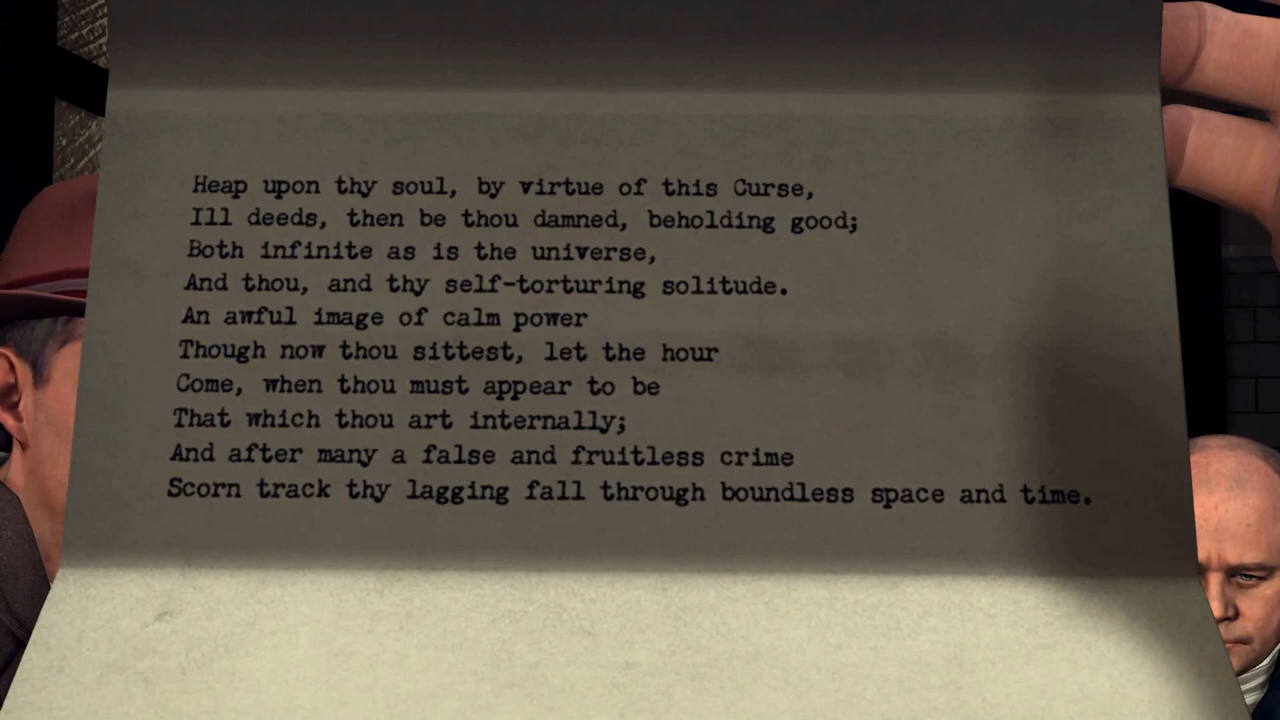 Heap upon thy soul, by virtue of this Curse,
Ill deeds, then be thou damned, beholding good;
Both infinite as is the universe,
And thou, and thy self-torturing solitude.
An awful image of calm power
Though now thou sittest, let the hour
Come, when thou must appear to be
That which thou art internally;
And after many a false and fruitless crime
Scorn track thy lagging fall through boundless space and time.